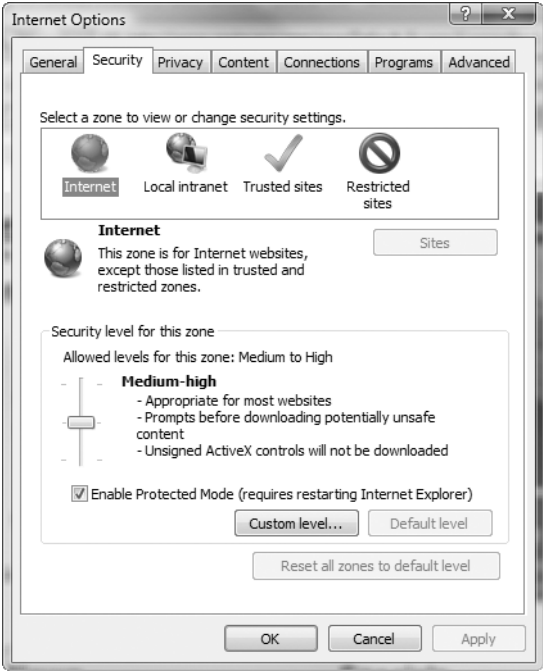 Internet Options
?
X
General Security Privacy Content Connections Programs Advanced
Select a zone to view or change security settings.
Internet Local intranet Trusted sites Restricted
sites
Internet
Sites
This zone is for Internet websites,
except those listed in trusted and
restricted zones.
Security level for this zone
Allowed levels for this zone: Medium to High
Medium-high
- Appropriate for most websites
- Prompts before downloading potentially unsafe
content
- Unsigned ActiveX controls will not be downloaded
Enable Protected Mode (requires restarting Internet Explorer)
Custom level... Default level
Reset all zones to default level
OK Cancel Apply